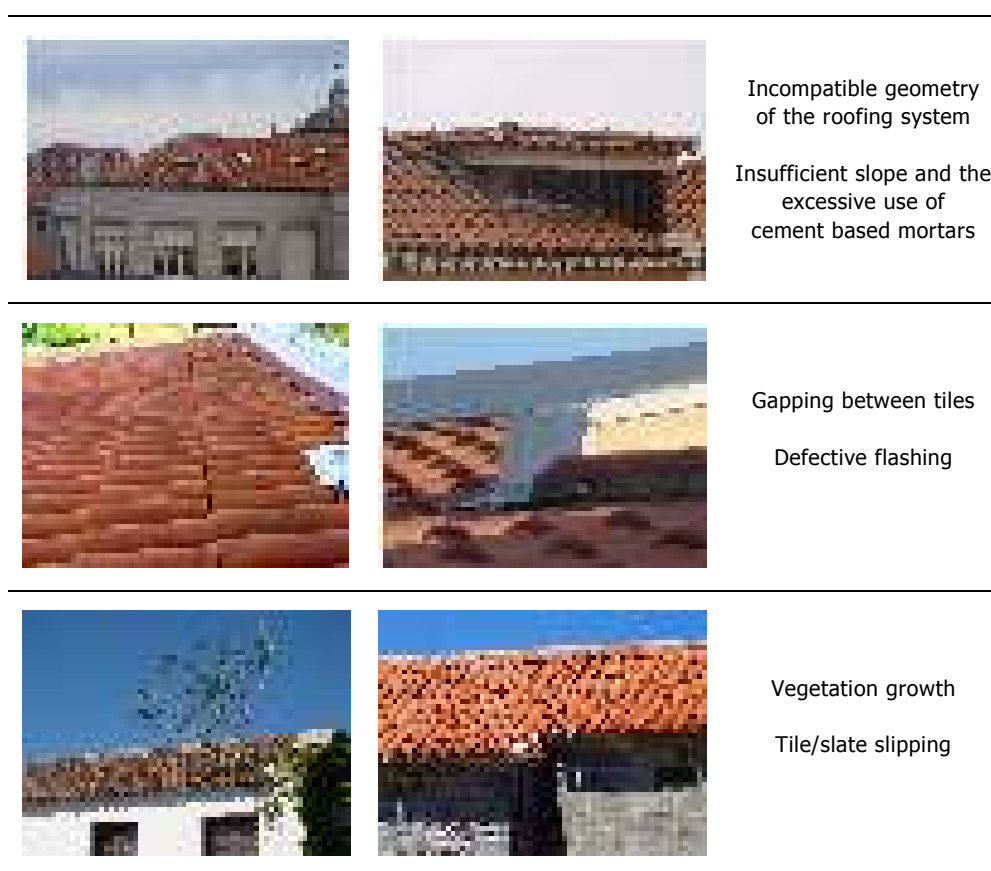 Incompatible geometry
of the roofing system
Insufficient slope and the
excessive use of
cement based mortars
Gapping between tiles
Defective flashing
Vegetation growth
Tile/slate slipping